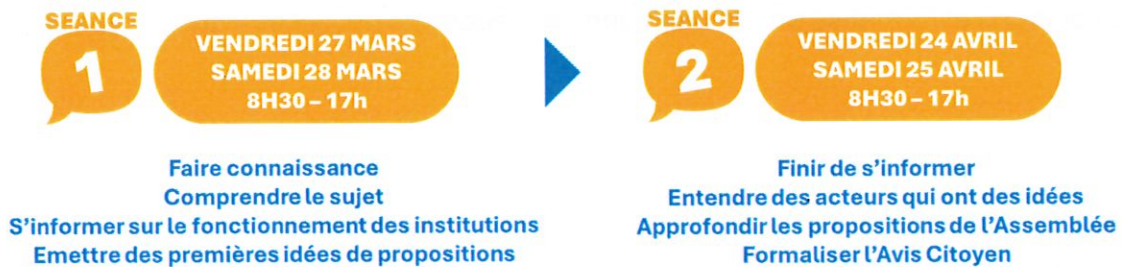 SEANCE
1
VENDREDI 27 MARS
SAMEDI 28 MARS
8H30 – 17h
Faire connaissance
Comprendre le sujet
S'informer sur le fonctionnement des institutions
Emettre des premières idées de propositions
SEANCE
2
VENDREDI 24 AVRIL
SAMEDI 25 AVRIL
8H30 – 17h
Finir de s'informer
Entendre des acteurs qui ont des idées
Approfondir les propositions de l'Assemblée
Formaliser l'Avis Citoyen